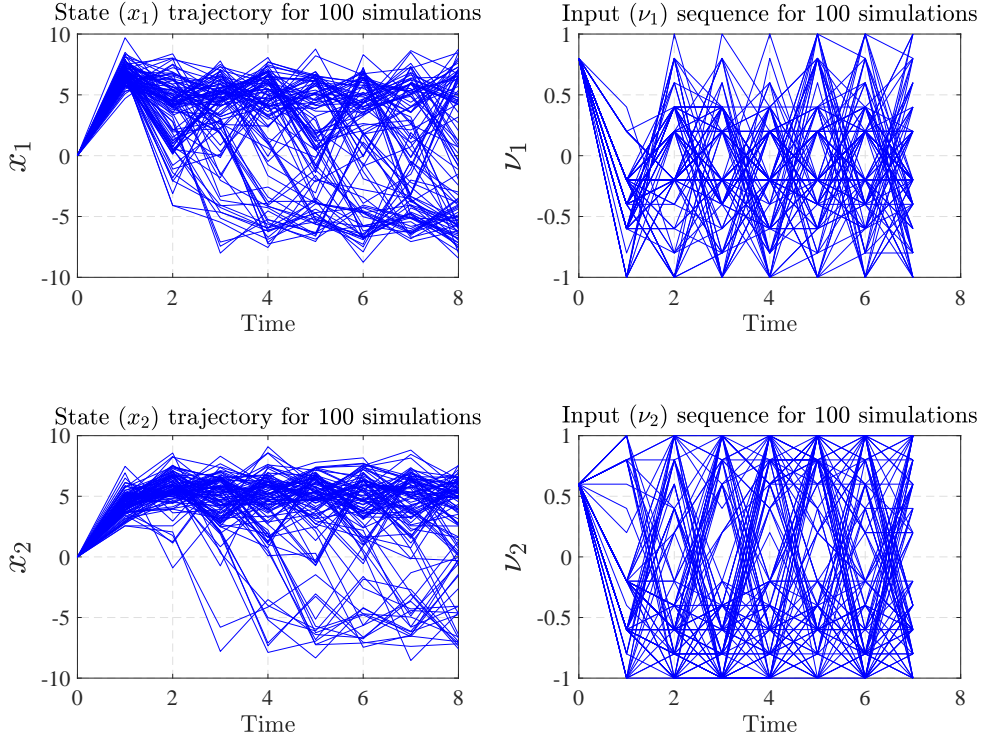 State (x₁) trajectory for 100 simulations
10
5
0
-5
-10
x₁
0 2 4 6 8
Time
Input (ν₁) sequence for 100 simulations
1
0.5
0
-0.5
-1
ν₁
0 2 4 6 8
Time
State (x₂) trajectory for 100 simulations
10
5
0
-5
-10
x₂
0 2 4 6 8
Time
Input (ν₂) sequence for 100 simulations
1
0.5
0
-0.5
-1
ν₂
0 2 4 6 8
Time